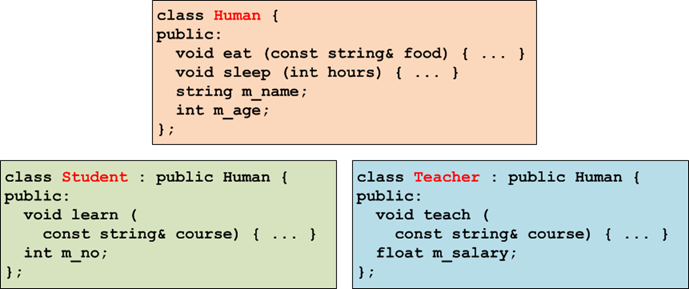 class Human {
public:
  void eat (const string& food) { ... }
  void sleep (int hours) { ... }
  string m_name;
  int m_age;
};
class Student : public Human {
public:
  void learn (
    const string& course) { ... }
  int m_no;
};
class Teacher : public Human {
public:
  void teach (
    const string& course) { ... }
  float m_salary;
};